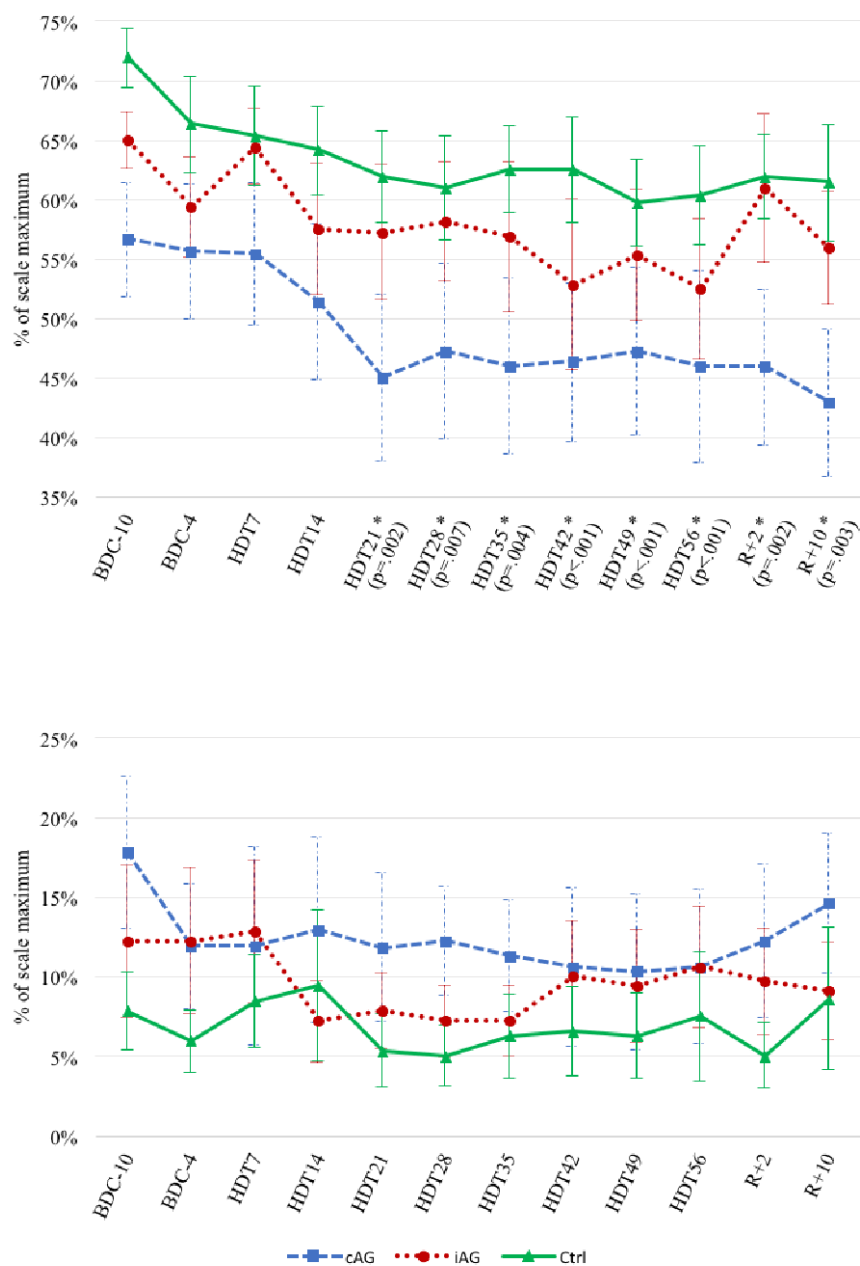 75%
70%
65%
60%
55%
50%
45%
40%
35%
% of scale maximum
BDC-10
BDC-4
HDT7
HDT14
HDT21 *
(p=.002)
HDT28 *
(p=.007)
HDT35 *
(p=.004)
HDT42 *
(p<.001)
HDT49 *
(p<.001)
HDT56 *
(p<.001)
R+2 *
(p=.002)
R+10 *
(p=.003)
25%
20%
15%
10%
5%
0%
% of scale maximum
BDC-10
BDC-4
HDT7
HDT14
HDT21
HDT28
HDT35
HDT42
HDT49
HDT56
R+2
R+10
cAG iAG Ctrl